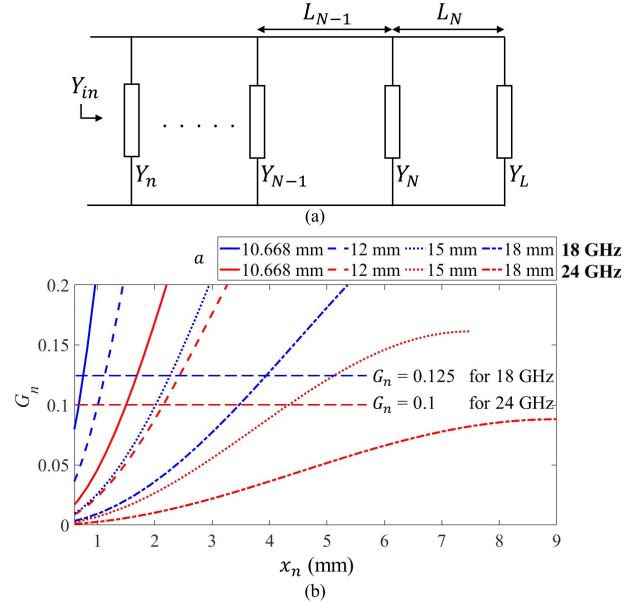 L_{N-1} L_N
Y_{in}
. . . . .
Y_n Y_{N-1} Y_N Y_L
(a)
a 10.668 mm 12 mm 15 mm 18 mm 18 GHz
10.668 mm 12 mm 15 mm 18 mm 24 GHz
0.2
0.15
G_n = 0.125 for 18 GHz
G_n
0.1
G_n = 0.1 for 24 GHz
0.05
0
1 2 3 4 5 6 7 8 9
x_n (mm)
(b)